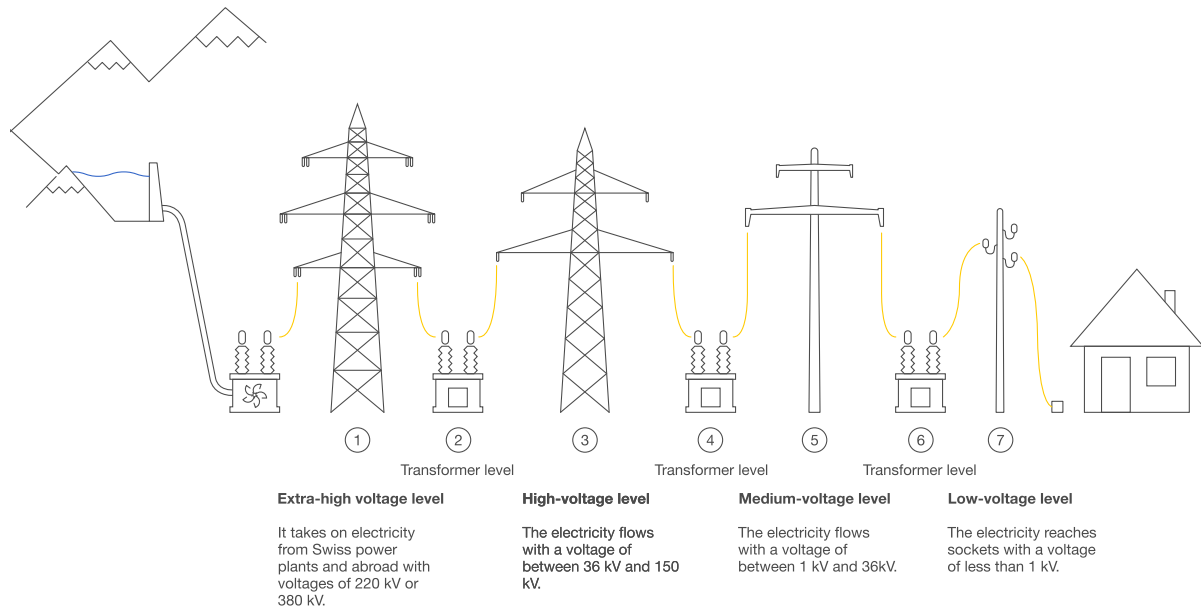 1
2
3
4
5
6
7
Transformer level
Transformer level
Transformer level
Extra-high voltage level
It takes on electricity
from Swiss power
plants and abroad with
voltages of 220 kV or
380 kV.
High-voltage level
The electricity flows
with a voltage of
between 36 kV and 150
kV.
Medium-voltage level
The electricity flows
with a voltage of
between 1 kV and 36kV.
Low-voltage level
The electricity reaches
sockets with a voltage
of less than 1 kV.